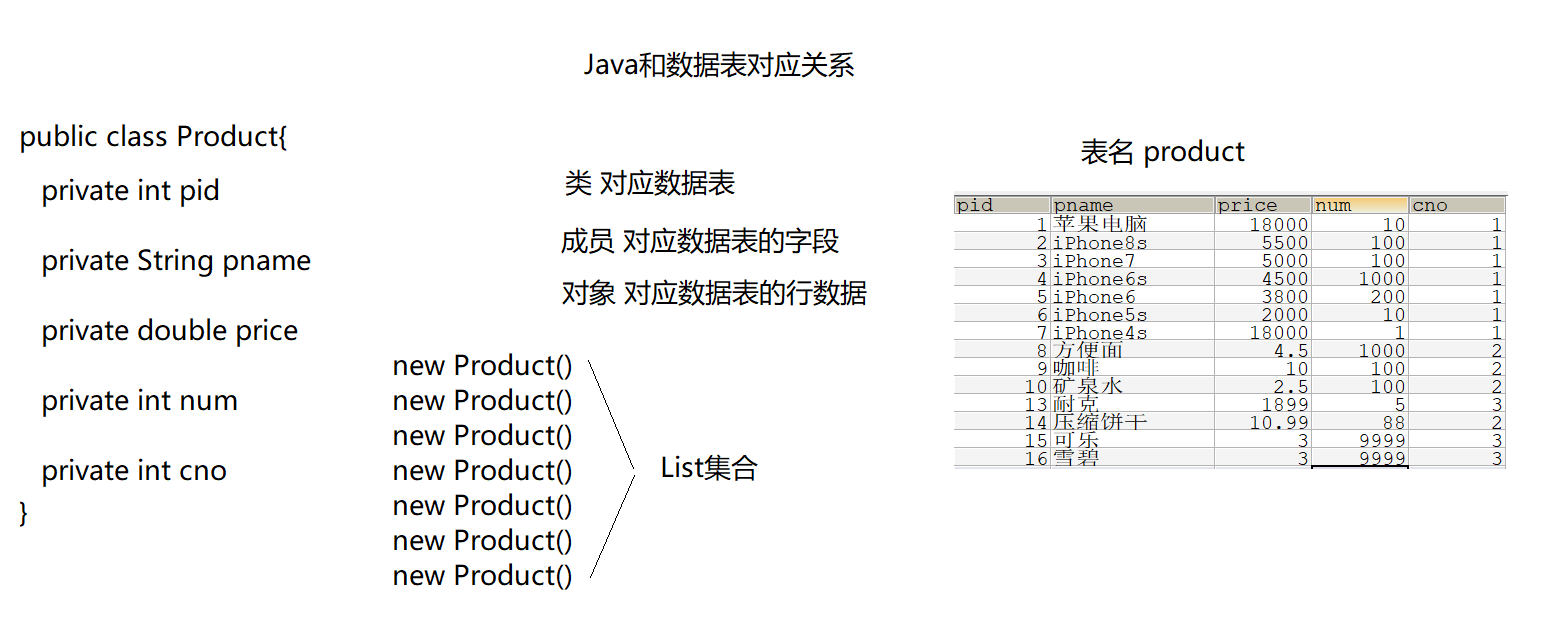 Java和数据表对应关系
public class Product{
private int pid
private String pname
private double price
private int num
private int cno
}
类 对应数据表
成员 对应数据表的字段
对象 对应数据表的行数据
new Product()
new Product()
new Product()
new Product()
new Product()
new Product()
new Product()
List集合
表名 product
pid pname price num cno
1 苹果电脑 18000 10 1
2 iPhone8s 5500 100 1
3 iPhone7 5000 100 1
4 iPhone6s 4500 1000 1
5 iPhone6 3800 200 1
6 iPhone5s 2000 10 1
7 iPhone4s 18000 1 1
8 方便面 4.5 1000 2
9 咖啡 10 100 2
10 矿泉水 2.5 100 2
13 耐克 1899 5 3
14 压缩饼干 10.99 88 2
15 可乐 3 9999 3
16 雪碧 3 9999 3